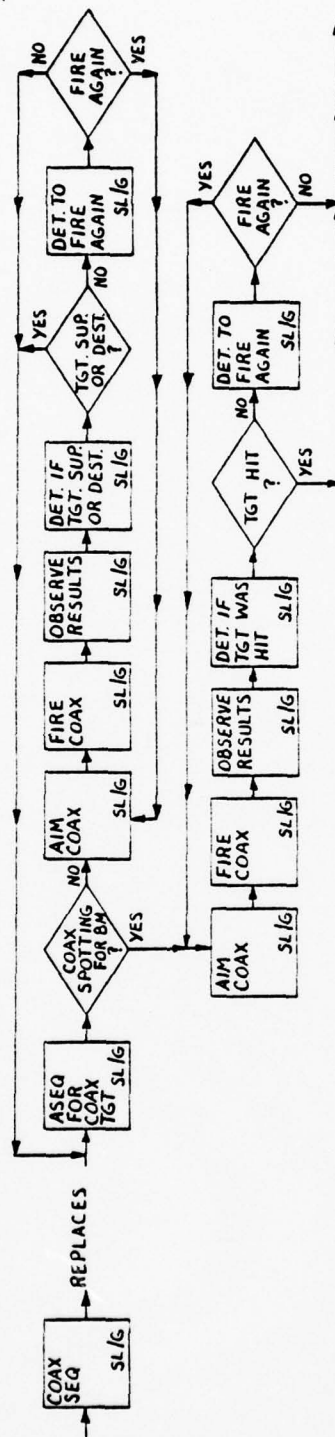 COAX
SEQ
SL/G
REPLACES
ASEQ
FOR
COAX
TGT
SL/G
COAX
SPOTTING
FOR BM
?
NO
YES
AIM
COAX
SL/G
FIRE
COAX
SL/G
OBSERVE
RESULTS
SL/G
DET. IF
TGT. SUP.
OR DEST.
SL/G
TGT. SUP.
OR DEST.
?
YES
NO
DET. TO
FIRE
AGAIN
SL/G
FIRE
AGAIN
?
NO
YES
AIM
COAX
SL/G
FIRE
COAX
SL/G
OBSERVE
RESULTS
SL/G
DET. IF
TGT WAS
HIT
SL/G
TGT HIT
?
NO
YES
DET. TO
FIRE
AGAIN
SL/G
FIRE
AGAIN
?
YES
NO